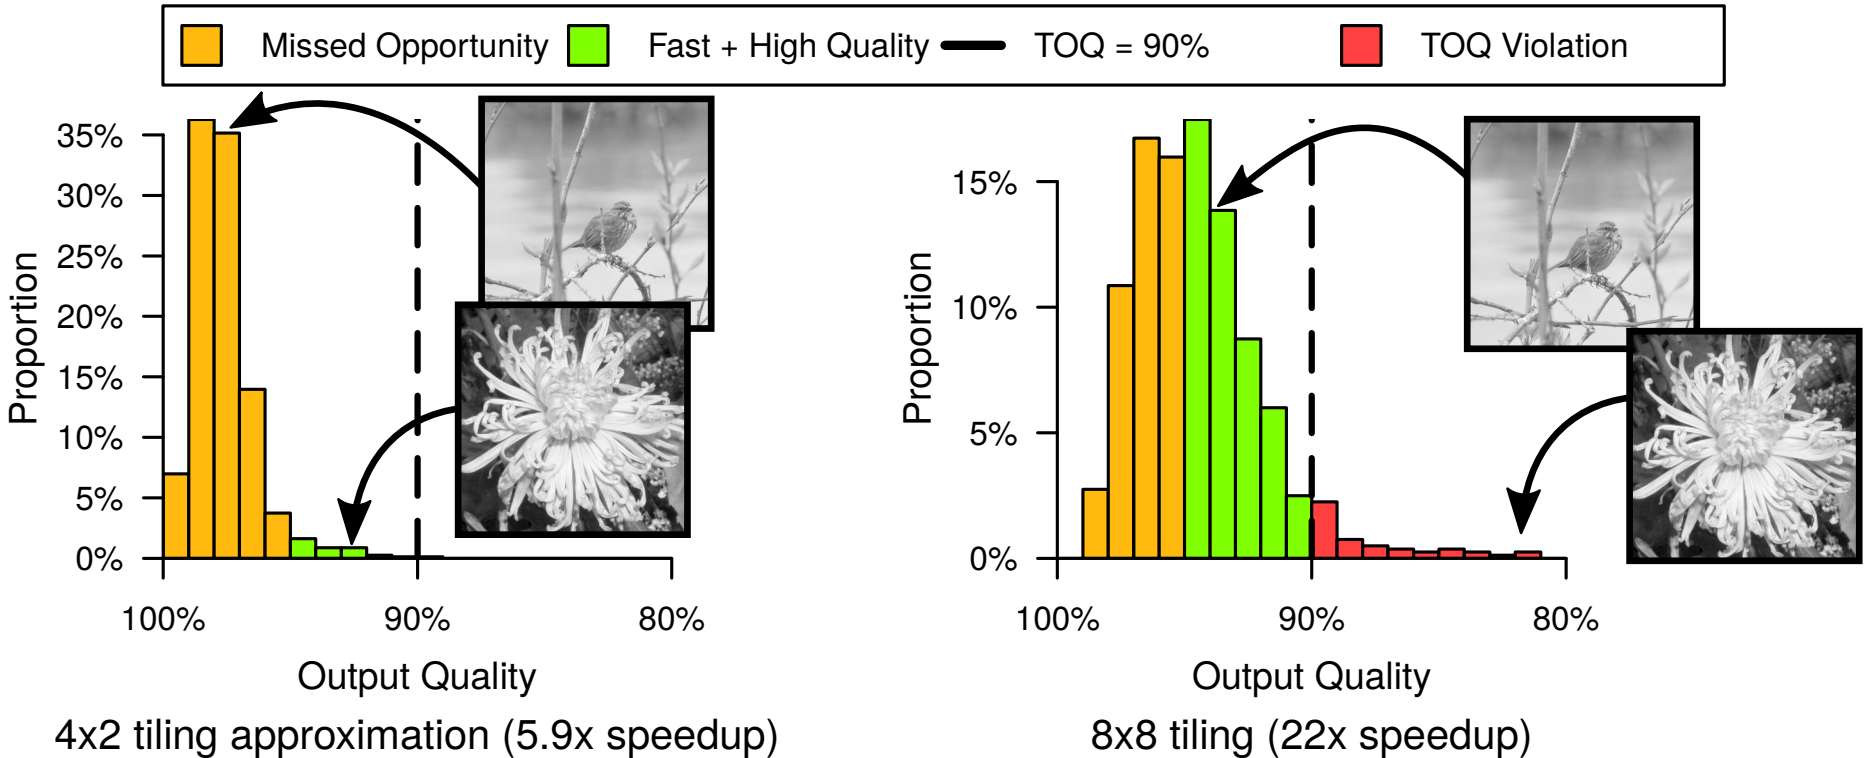 Missed Opportunity Fast + High Quality TOQ = 90% TOQ Violation
Proportion
35%
30%
25%
20%
15%
10%
5%
0%
100% 90% 80%
Output Quality
4x2 tiling approximation (5.9x speedup)
Proportion
15%
10%
5%
0%
100% 90% 80%
Output Quality
8x8 tiling (22x speedup)